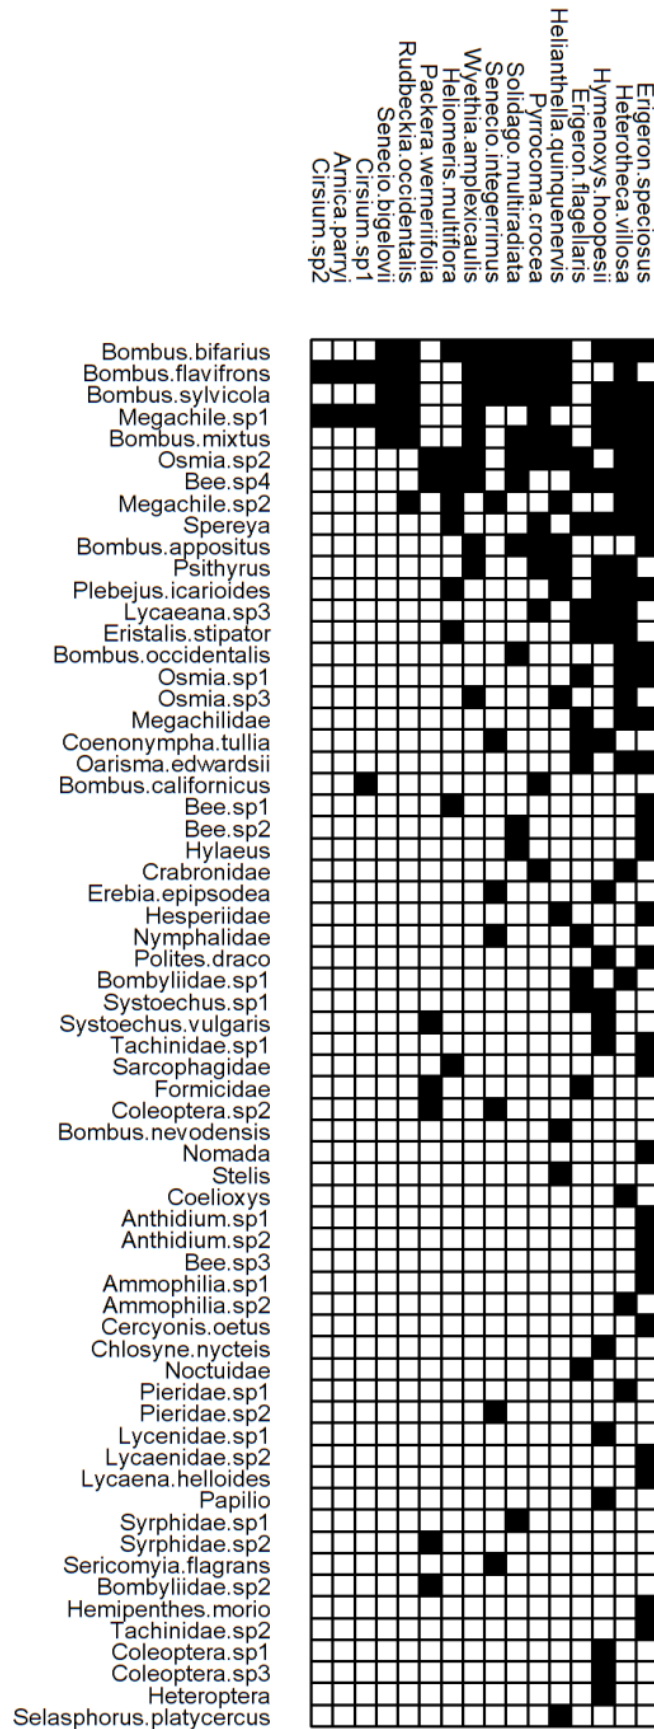 Cirsium.sp2
Arnica.parryi
Cirsium.sp1
Senecio.bigelovii
Rudbeckia.occidentalis
Packera.werneriifolia
Heliomeris.multiflora
Wyethia.amplexicaulis
Senecio.integerrimus
Solidago.multiradiata
Pyrrocoma.crocea
Helianthella.quinquenervis
Erigeron.flagellaris
Hymenoxys.hoopesii
Heterotheca.villosa
Erigeron.speciosus
Bombus.bifarius
Bombus.flavifrons
Bombus.sylvicola
Megachile.sp1
Bombus.mixtus
Osmia.sp2
Bee.sp4
Megachile.sp2
Spereya
Bombus.appositus
Psithyrus
Plebejus.icarioides
Lycaeana.sp3
Eristalis.stipator
Bombus.occidentalis
Osmia.sp1
Osmia.sp3
Megachilidae
Coenonympha.tullia
Oarisma.edwardsii
Bombus.californicus
Bee.sp1
Bee.sp2
Hylaeus
Crabronidae
Erebia.epipsodea
Hesperiidae
Nymphalidae
Polites.draco
Bombyliidae.sp1
Systoechus.sp1
Systoechus.vulgaris
Tachinidae.sp1
Sarcophagidae
Formicidae
Coleoptera.sp2
Bombus.nevodensis
Nomada
Stelis
Coelioxys
Anthidium.sp1
Anthidium.sp2
Bee.sp3
Ammophilia.sp1
Ammophilia.sp2
Cercyonis.oetus
Chlosyne.nycteis
Noctuidae
Pieridae.sp1
Pieridae.sp2
Lycenidae.sp1
Lycaenidae.sp2
Lycaena.helloides
Papilio
Syrphidae.sp1
Syrphidae.sp2
Sericomyia.flagrans
Bombyliidae.sp2
Hemipenthes.morio
Tachinidae.sp2
Coleoptera.sp1
Coleoptera.sp3
Heteroptera
Selasphorus.platycercus